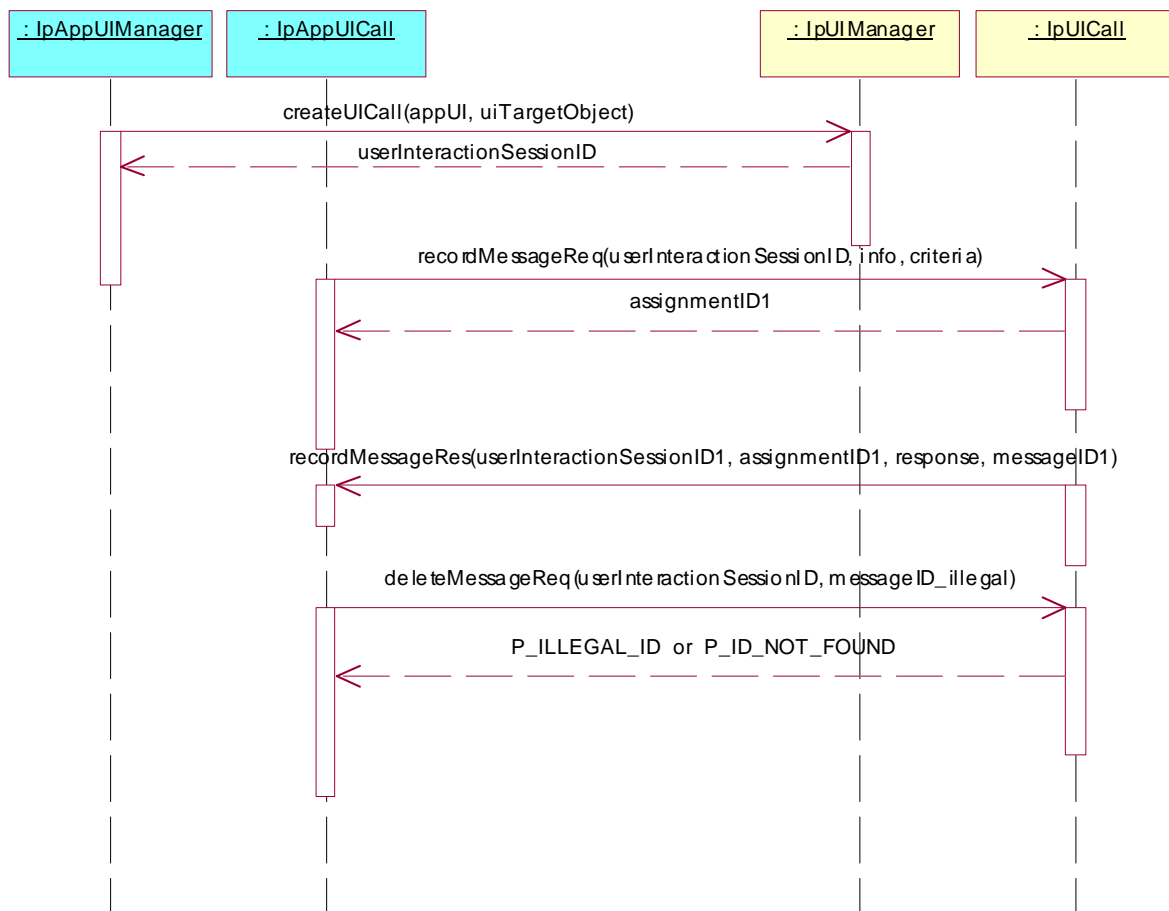 : IpAppUIManager
: IpAppUICall
: IpUIManager
: IpUICall
createUICall(appUI, uiTargetObject)
userInteractionSessionID
recordMessageReq(userInteractionSessionID, info, criteria)
assignmentID1
recordMessageRes(userInteractionSessionID1, assignmentID1, response, messageID1)
deleteMessageReq(userInteractionSessionID, messageID_illegal)
P_ILLEGAL_ID or P_ID_NOT_FOUND